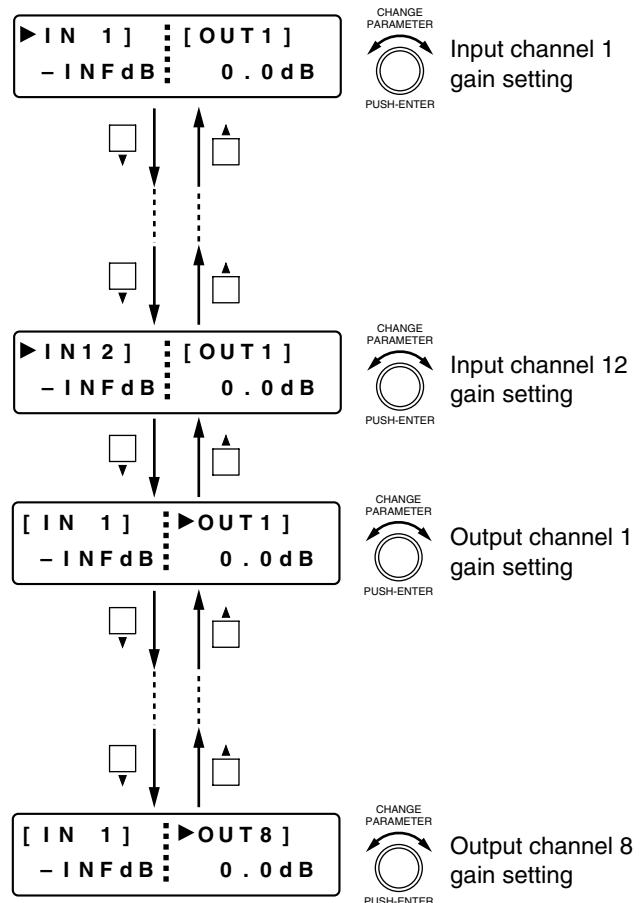 CHANGE
PARAMETER
▶IN 1] [OUT1]
–INFdB 0.0dB
PUSH-ENTER
Input channel 1
gain setting
CHANGE
PARAMETER
▶IN12] [OUT1]
–INFdB 0.0dB
PUSH-ENTER
Input channel 12
gain setting
CHANGE
PARAMETER
[IN 1] ▶OUT1]
–INFdB 0.0dB
PUSH-ENTER
Output channel 1
gain setting
CHANGE
PARAMETER
[IN 1] ▶OUT8]
–INFdB 0.0dB
PUSH-ENTER
Output channel 8
gain setting